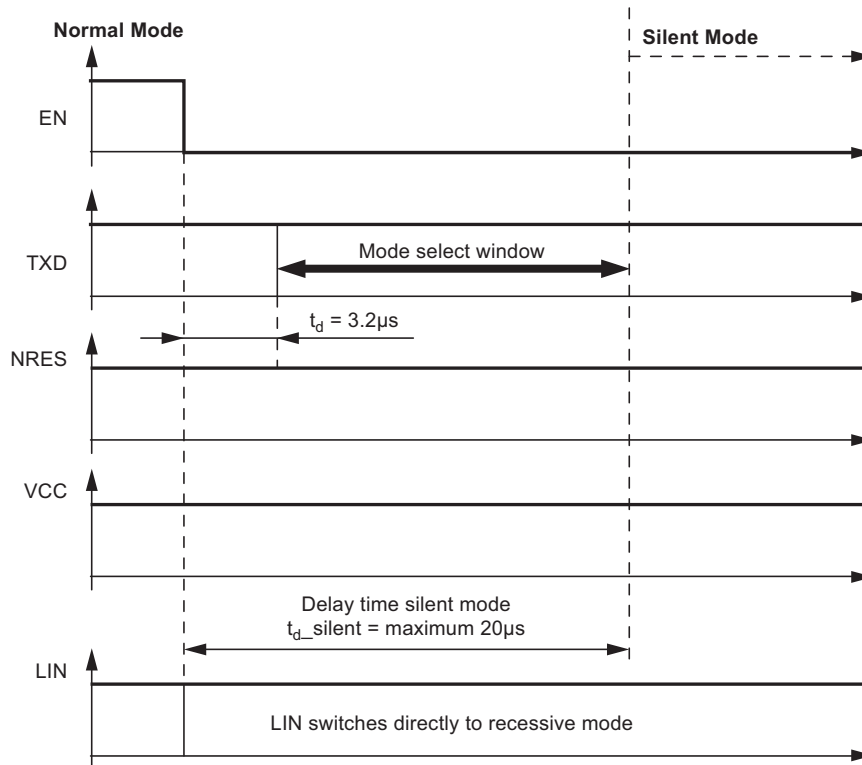 Normal Mode
Silent Mode
EN
TXD
Mode select window
t_d = 3.2µs
NRES
VCC
Delay time silent mode
t_d_silent = maximum 20µs
LIN
LIN switches directly to recessive mode